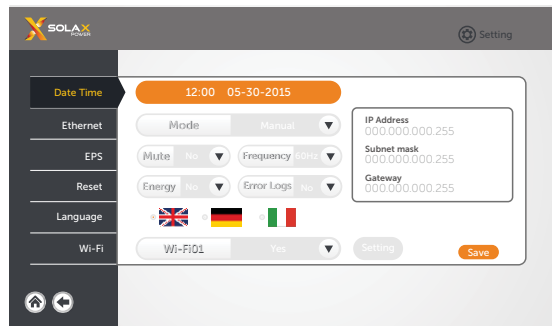 SOLAX
POWER
Setting
Date Time
12:00 05-30-2015
Ethernet
Mode Manual
EPS
Mute No Frequency 60Hz
Reset
Energy No Error Logs No
Language
Wi-Fi
Wi-Fi01 Yes Setting
IP Address
000.000.000.255
Subnet mask
000.000.000.255
Gateway
000.000.000.255
Save